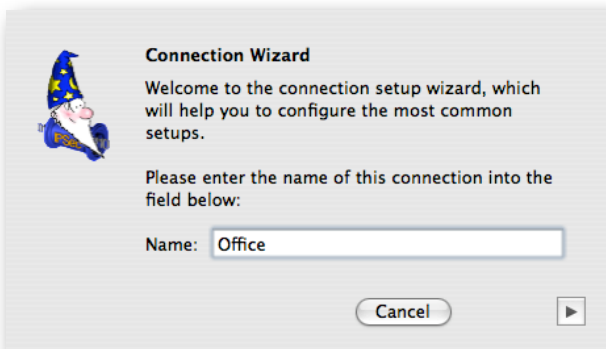 Connection Wizard
Welcome to the connection setup wizard, which
will help you to configure the most common
setups.
Please enter the name of this connection into the
field below:
Name: Office
IPSec
Cancel